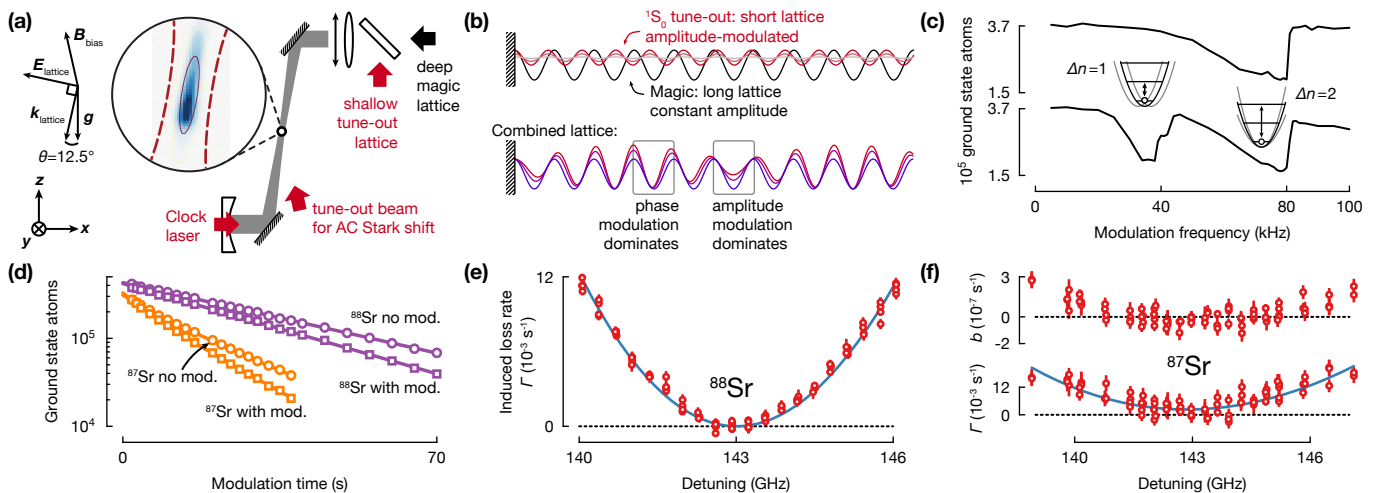 (a)
B bias
E lattice
k lattice
g
θ=12.5°
z
y
x
deep
magic
lattice
shallow
tune-out
lattice
Clock
laser
tune-out beam
for AC Stark shift
(b)
¹S₀ tune-out: short lattice
amplitude-modulated
Magic: long lattice
constant amplitude
Combined lattice:
phase
modulation
dominates
amplitude
modulation
dominates
(c)
10⁵ ground state atoms
3.7
1.5
3.7
1.5
Δn=1
Δn=2
0 40 80 100
Modulation frequency (kHz)
(d)
Ground state atoms
10⁵
10⁴
⁸⁸Sr no mod.
⁸⁷Sr no mod.
⁸⁸Sr with mod.
⁸⁷Sr with mod.
0 70
Modulation time (s)
(e)
Induced loss rate
Γ (10⁻³ s⁻¹)
12
0
⁸⁸Sr
140 143 146
Detuning (GHz)
(f)
b (10⁻⁷ s⁻¹)
3
0
−2
⁸⁷Sr
Γ (10⁻³ s⁻¹)
12
0
140 143 146
Detuning (GHz)